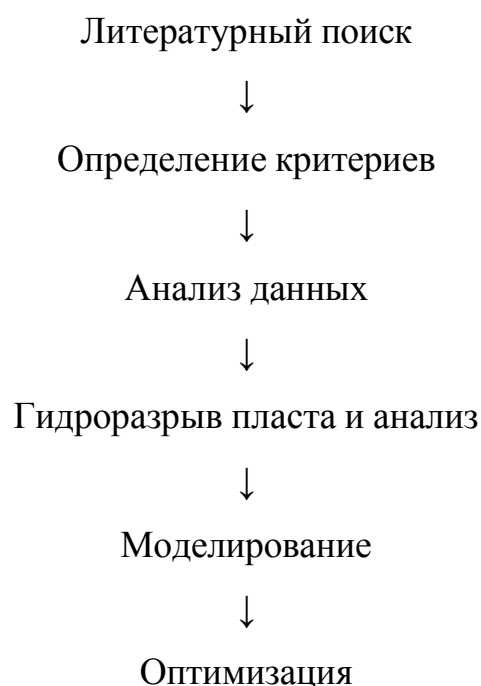 Литературный поиск
↓
Определение критериев
↓
Анализ данных
↓
Гидроразрыв пласта и анализ
↓
Моделирование
↓
Оптимизация